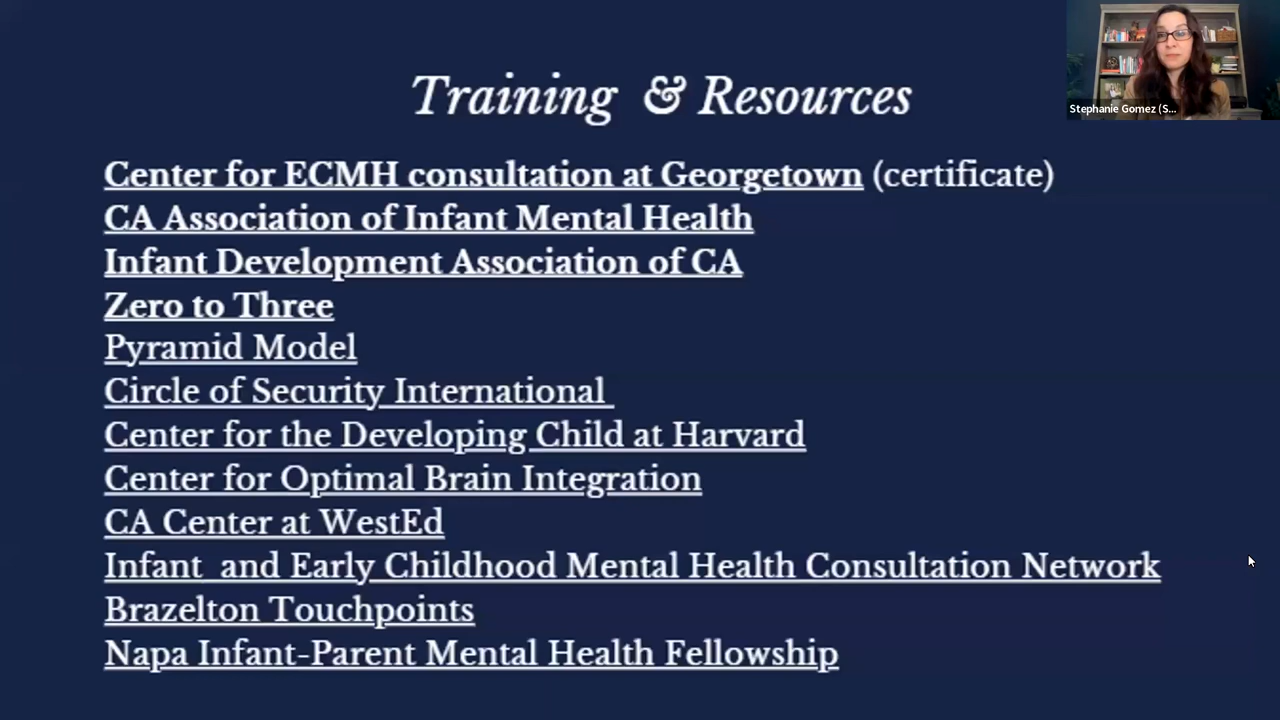 Training & Resources
Stephanie Gomez (S...
Center for ECMH consultation at Georgetown (certificate)
CA Association of Infant Mental Health
Infant Development Association of CA
Zero to Three
Pyramid Model
Circle of Security International
Center for the Developing Child at Harvard
Center for Optimal Brain Integration
CA Center at WestEd
Infant  and Early Childhood Mental Health Consultation Network
Brazelton Touchpoints
Napa Infant-Parent Mental Health Fellowship